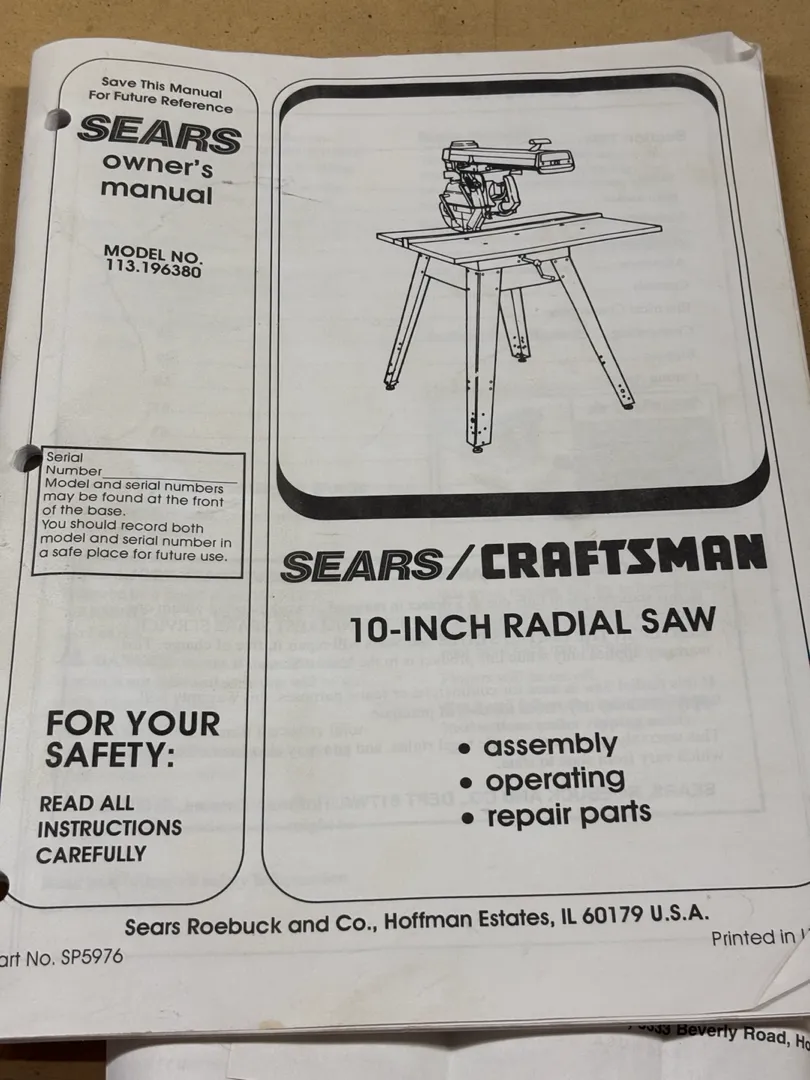 Save This Manual
For Future Reference
SEARS
owner's
manual
MODEL NO.
113.196380
Serial
Number
Model and serial numbers
may be found at the front
of the base.
You should record both
model and serial number in
a safe place for future use.
FOR YOUR
SAFETY:
READ ALL
INSTRUCTIONS
CAREFULLY
SEARS/CRAFTSMAN
10-INCH RADIAL SAW
• assembly
• operating
• repair parts
Sears Roebuck and Co., Hoffman Estates, IL 60179 U.S.A.
art No. SP5976
Printed in
Beverly Road,